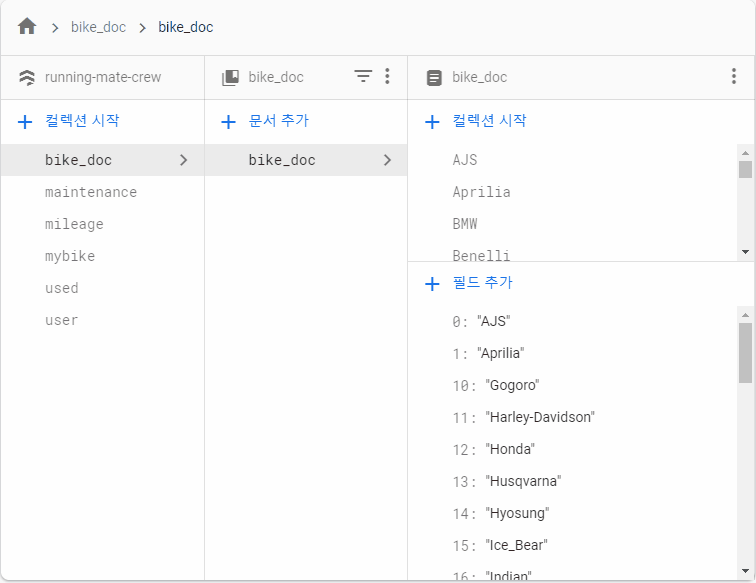 bike_doc > bike_doc
running-mate-crew
컬렉션 시작
bike_doc
maintenance
mileage
mybike
used
user
bike_doc
문서 추가
bike_doc
bike_doc
컬렉션 시작
AJS
Aprilia
BMW
Benelli
필드 추가
0: "AJS"
1: "Aprilia"
10: "Gogoro"
11: "Harley-Davidson"
12: "Honda"
13: "Husqvarna"
14: "Hyosung"
15: "Ice_Bear"
16: "Indian"